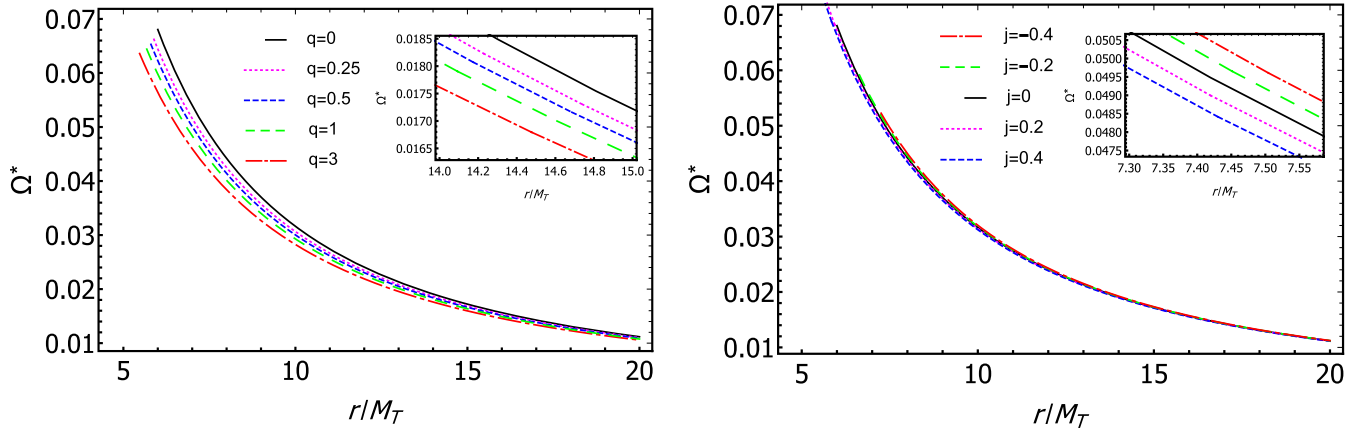 0.07
0.06
0.05
0.04
0.03
0.02
0.01
Ω*
5
10
15
20
r/M_T
q=0
q=0.25
q=0.5
q=1
q=3
0.0185
0.0180
0.0175
0.0170
0.0165
Ω*
14.0 14.2 14.4 14.6 14.8 15.0
r/M_T
0.07
0.06
0.05
0.04
0.03
0.02
0.01
Ω*
5
10
15
20
r/M_T
j=-0.4
j=-0.2
j=0
j=0.2
j=0.4
0.0505
0.0500
0.0495
0.0490
0.0485
0.0480
0.0475
Ω*
7.30 7.35 7.40 7.45 7.50 7.55
r/M_T